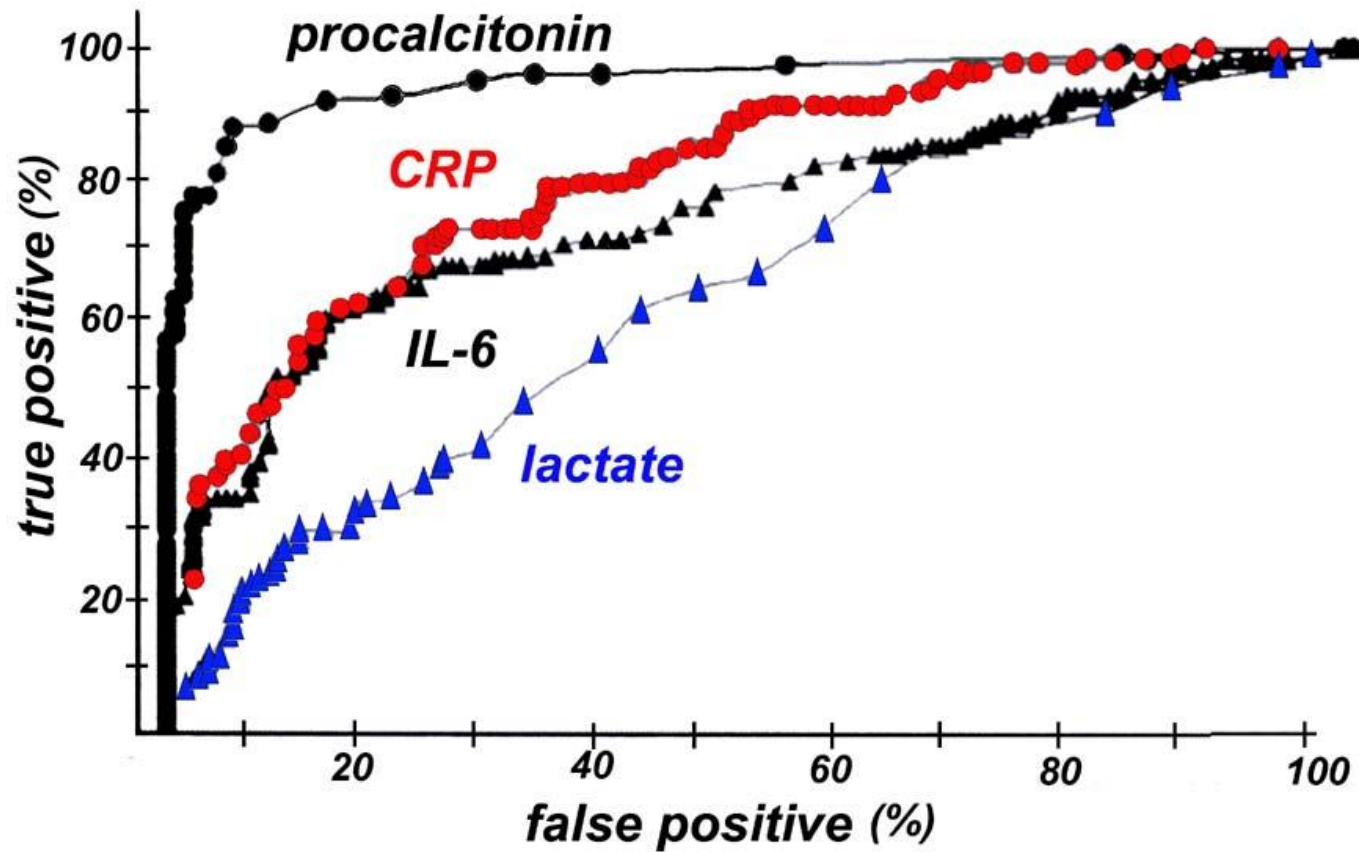 procalcitonin
CRP
IL-6
lactate
true positive (%)
100
80
60
40
20
20 40 60 80 100
false positive (%)